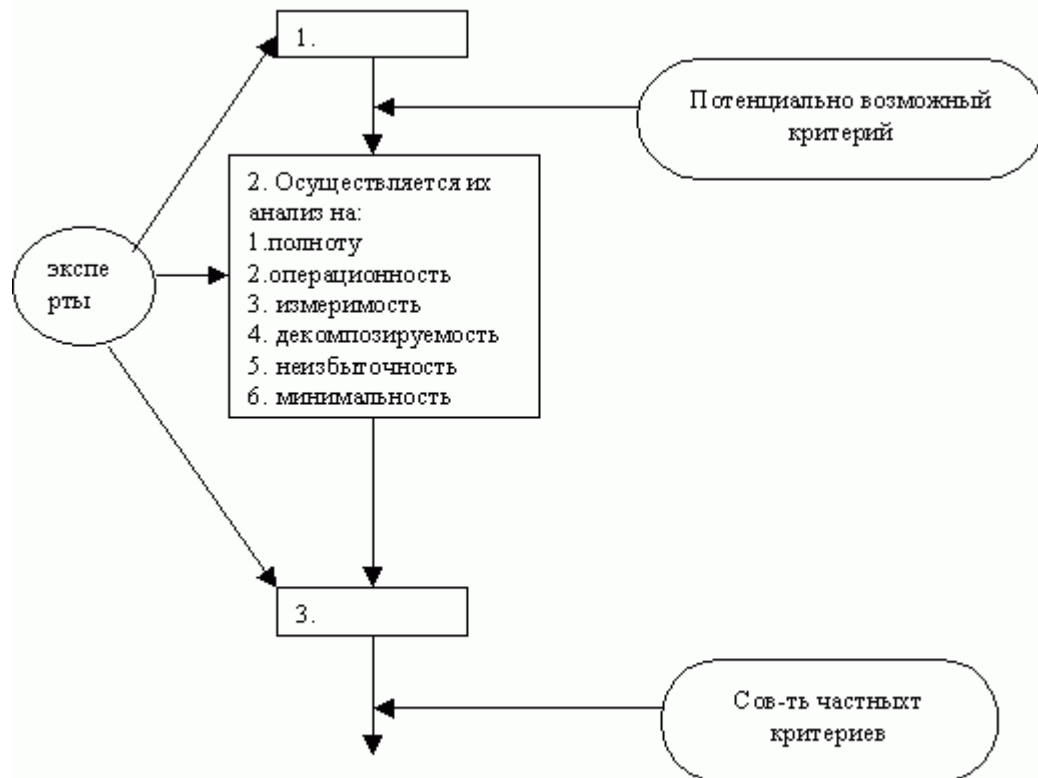 1.
Потенциально возможный
критерий
2. Осуществляется их
анализ на:
1.полноту
2.операционность
3. измеримость
4. декомпозируемость
5. неизбыточность
6. минимальность
экспе
рты
3.
Сов-ть частныхт
критериев